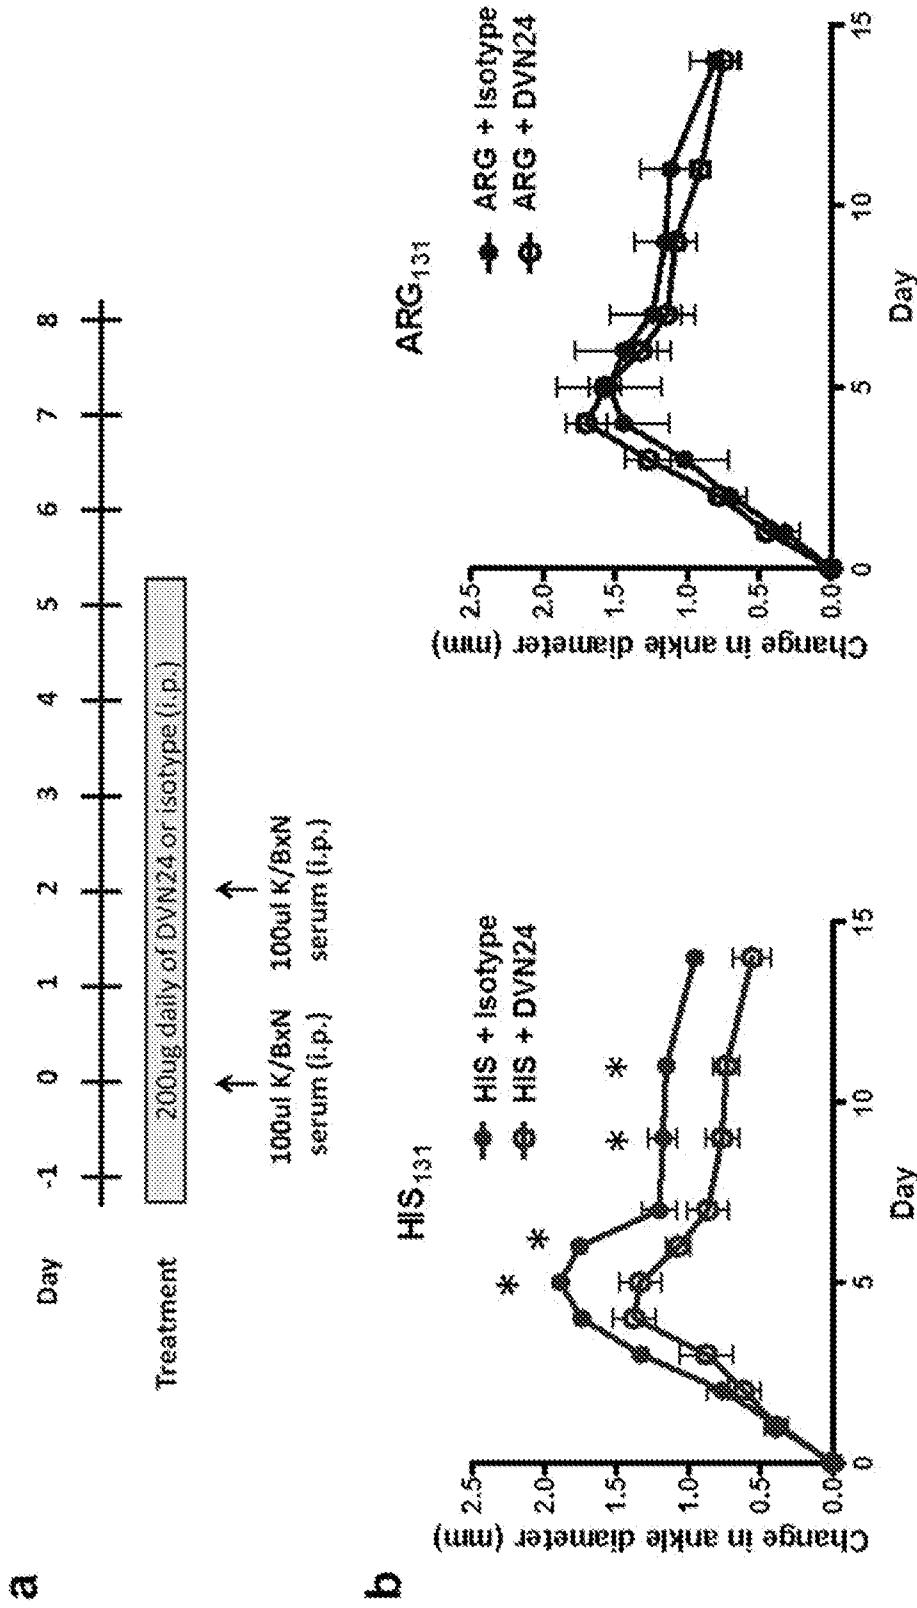 a
Day
-1 0 1 2 3 4 5 6 7 8
Treatment
200ug daily of DVN24 or isotype (i.p.)
100ul K/BxN
serum (i.p.)
100ul K/BxN
serum (i.p.)
b
HIS131
HIS + Isotype
HIS + DVN24
* * * *
Change in ankle diameter (mm)
2.5
2.0
1.5
1.0
0.5
0.0
0 5 10 15
Day
ARG131
ARG + Isotype
ARG + DVN24
Change in ankle diameter (mm)
2.5
2.0
1.5
1.0
0.5
0.0
0 5 10 15
Day